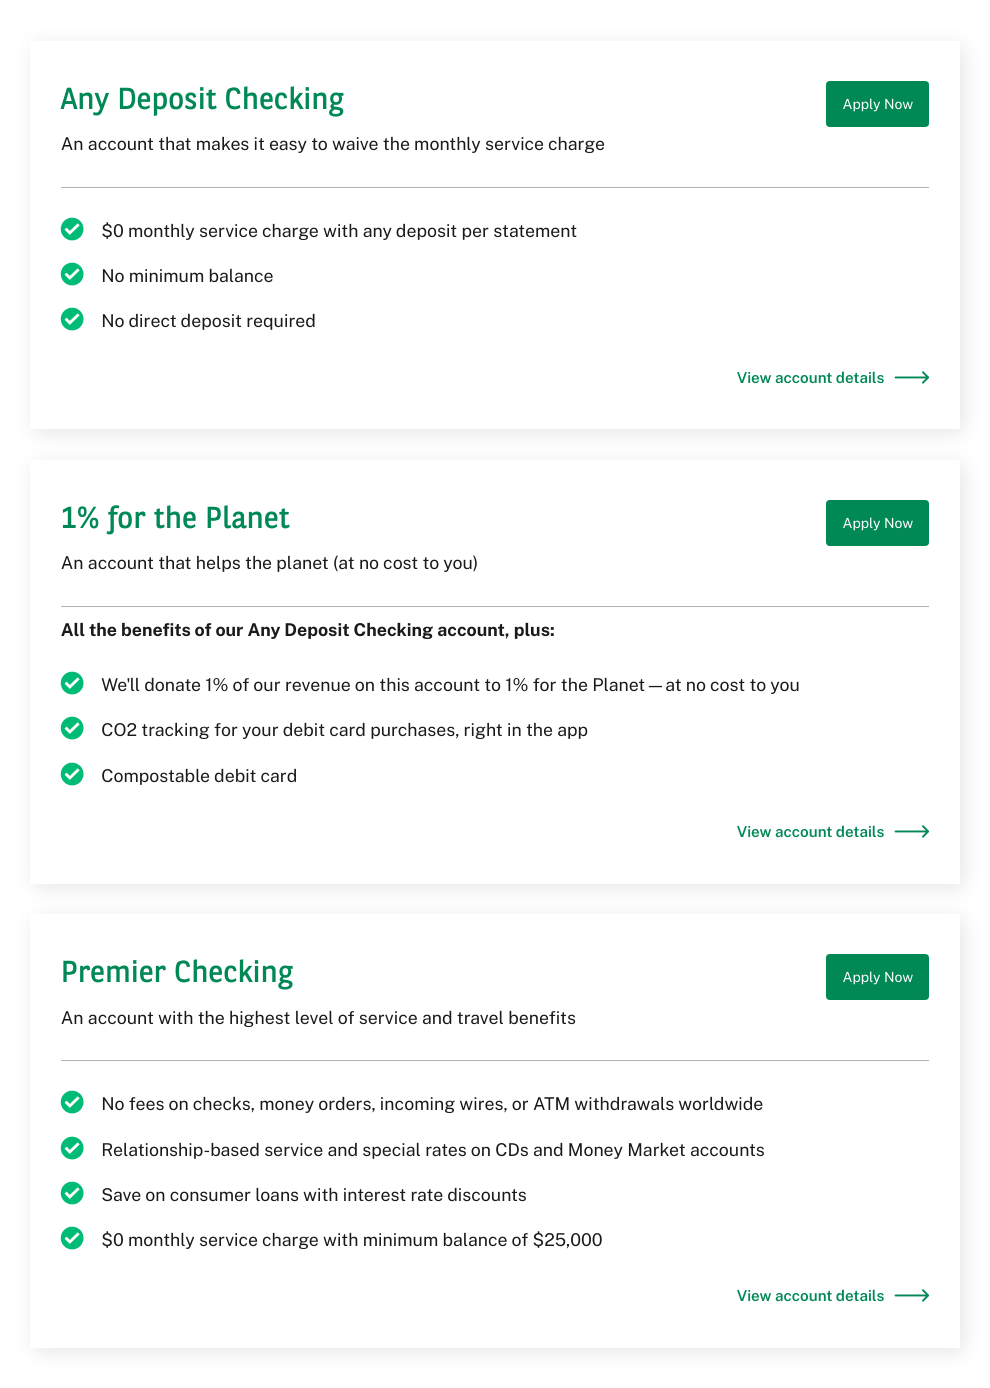 Any Deposit Checking
Apply Now
An account that makes it easy to waive the monthly service charge
$0 monthly service charge with any deposit per statement
No minimum balance
No direct deposit required
View account details
1% for the Planet
Apply Now
An account that helps the planet (at no cost to you)
All the benefits of our Any Deposit Checking account, plus:
We'll donate 1% of our revenue on this account to 1% for the Planet—at no cost to you
CO2 tracking for your debit card purchases, right in the app
Compostable debit card
View account details
Premier Checking
Apply Now
An account with the highest level of service and travel benefits
No fees on checks, money orders, incoming wires, or ATM withdrawals worldwide
Relationship-based service and special rates on CDs and Money Market accounts
Save on consumer loans with interest rate discounts
$0 monthly service charge with minimum balance of $25,000
View account details